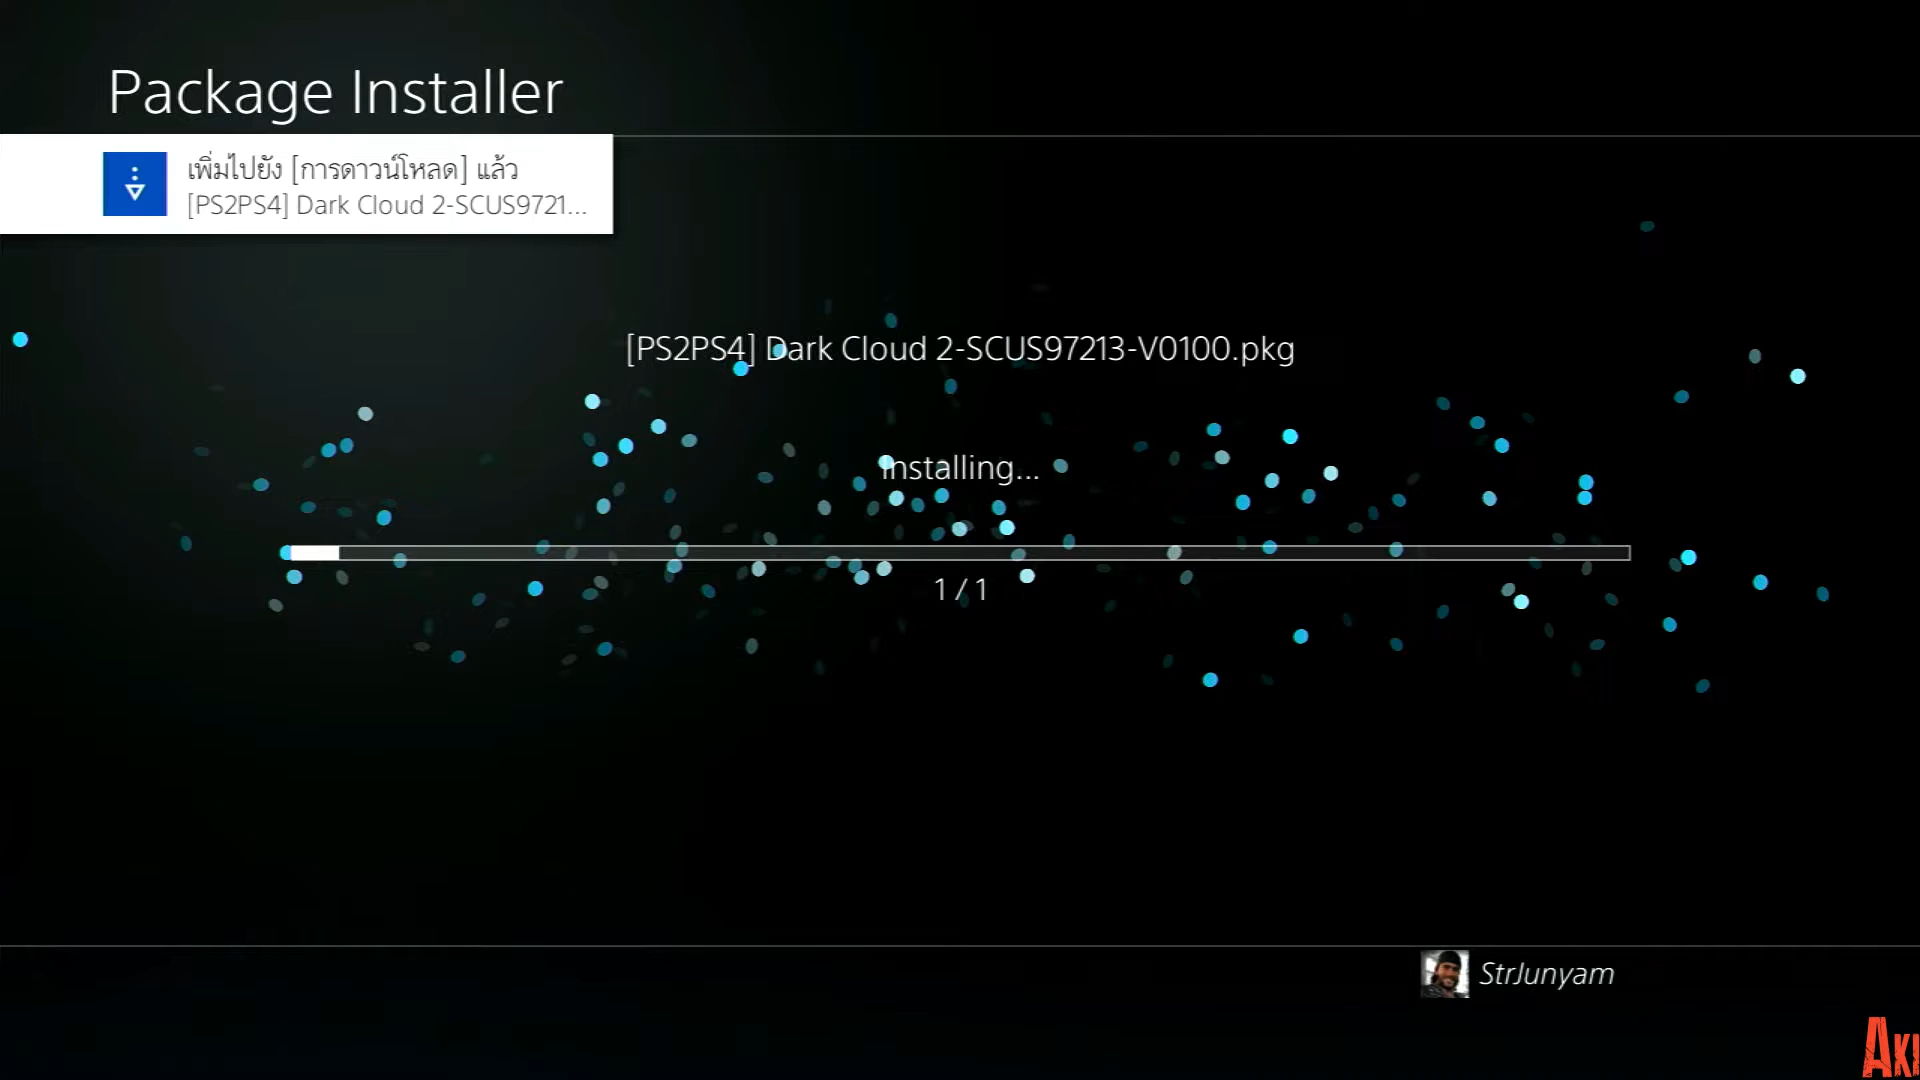 Package Installer
เพิ่มไปยัง [การดาวน์โหลด] แล้ว
[PS2PS4] Dark Cloud 2-SCUS9721...
[PS2PS4] Dark Cloud 2-SCUS97213-V0100.pkg
Installing...
1 / 1
StrJunyam
AKI